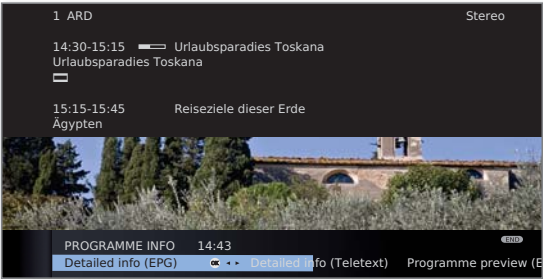 1 ARD Stereo
14:30-15:15 Urlaubsparadies Toskana
Urlaubsparadies Toskana
15:15-15:45 Reiseziele dieser Erde
Ägypten
PROGRAMME INFO 14:43 END
Detailed info (EPG) OK Detailed info (Teletext) Programme preview (E